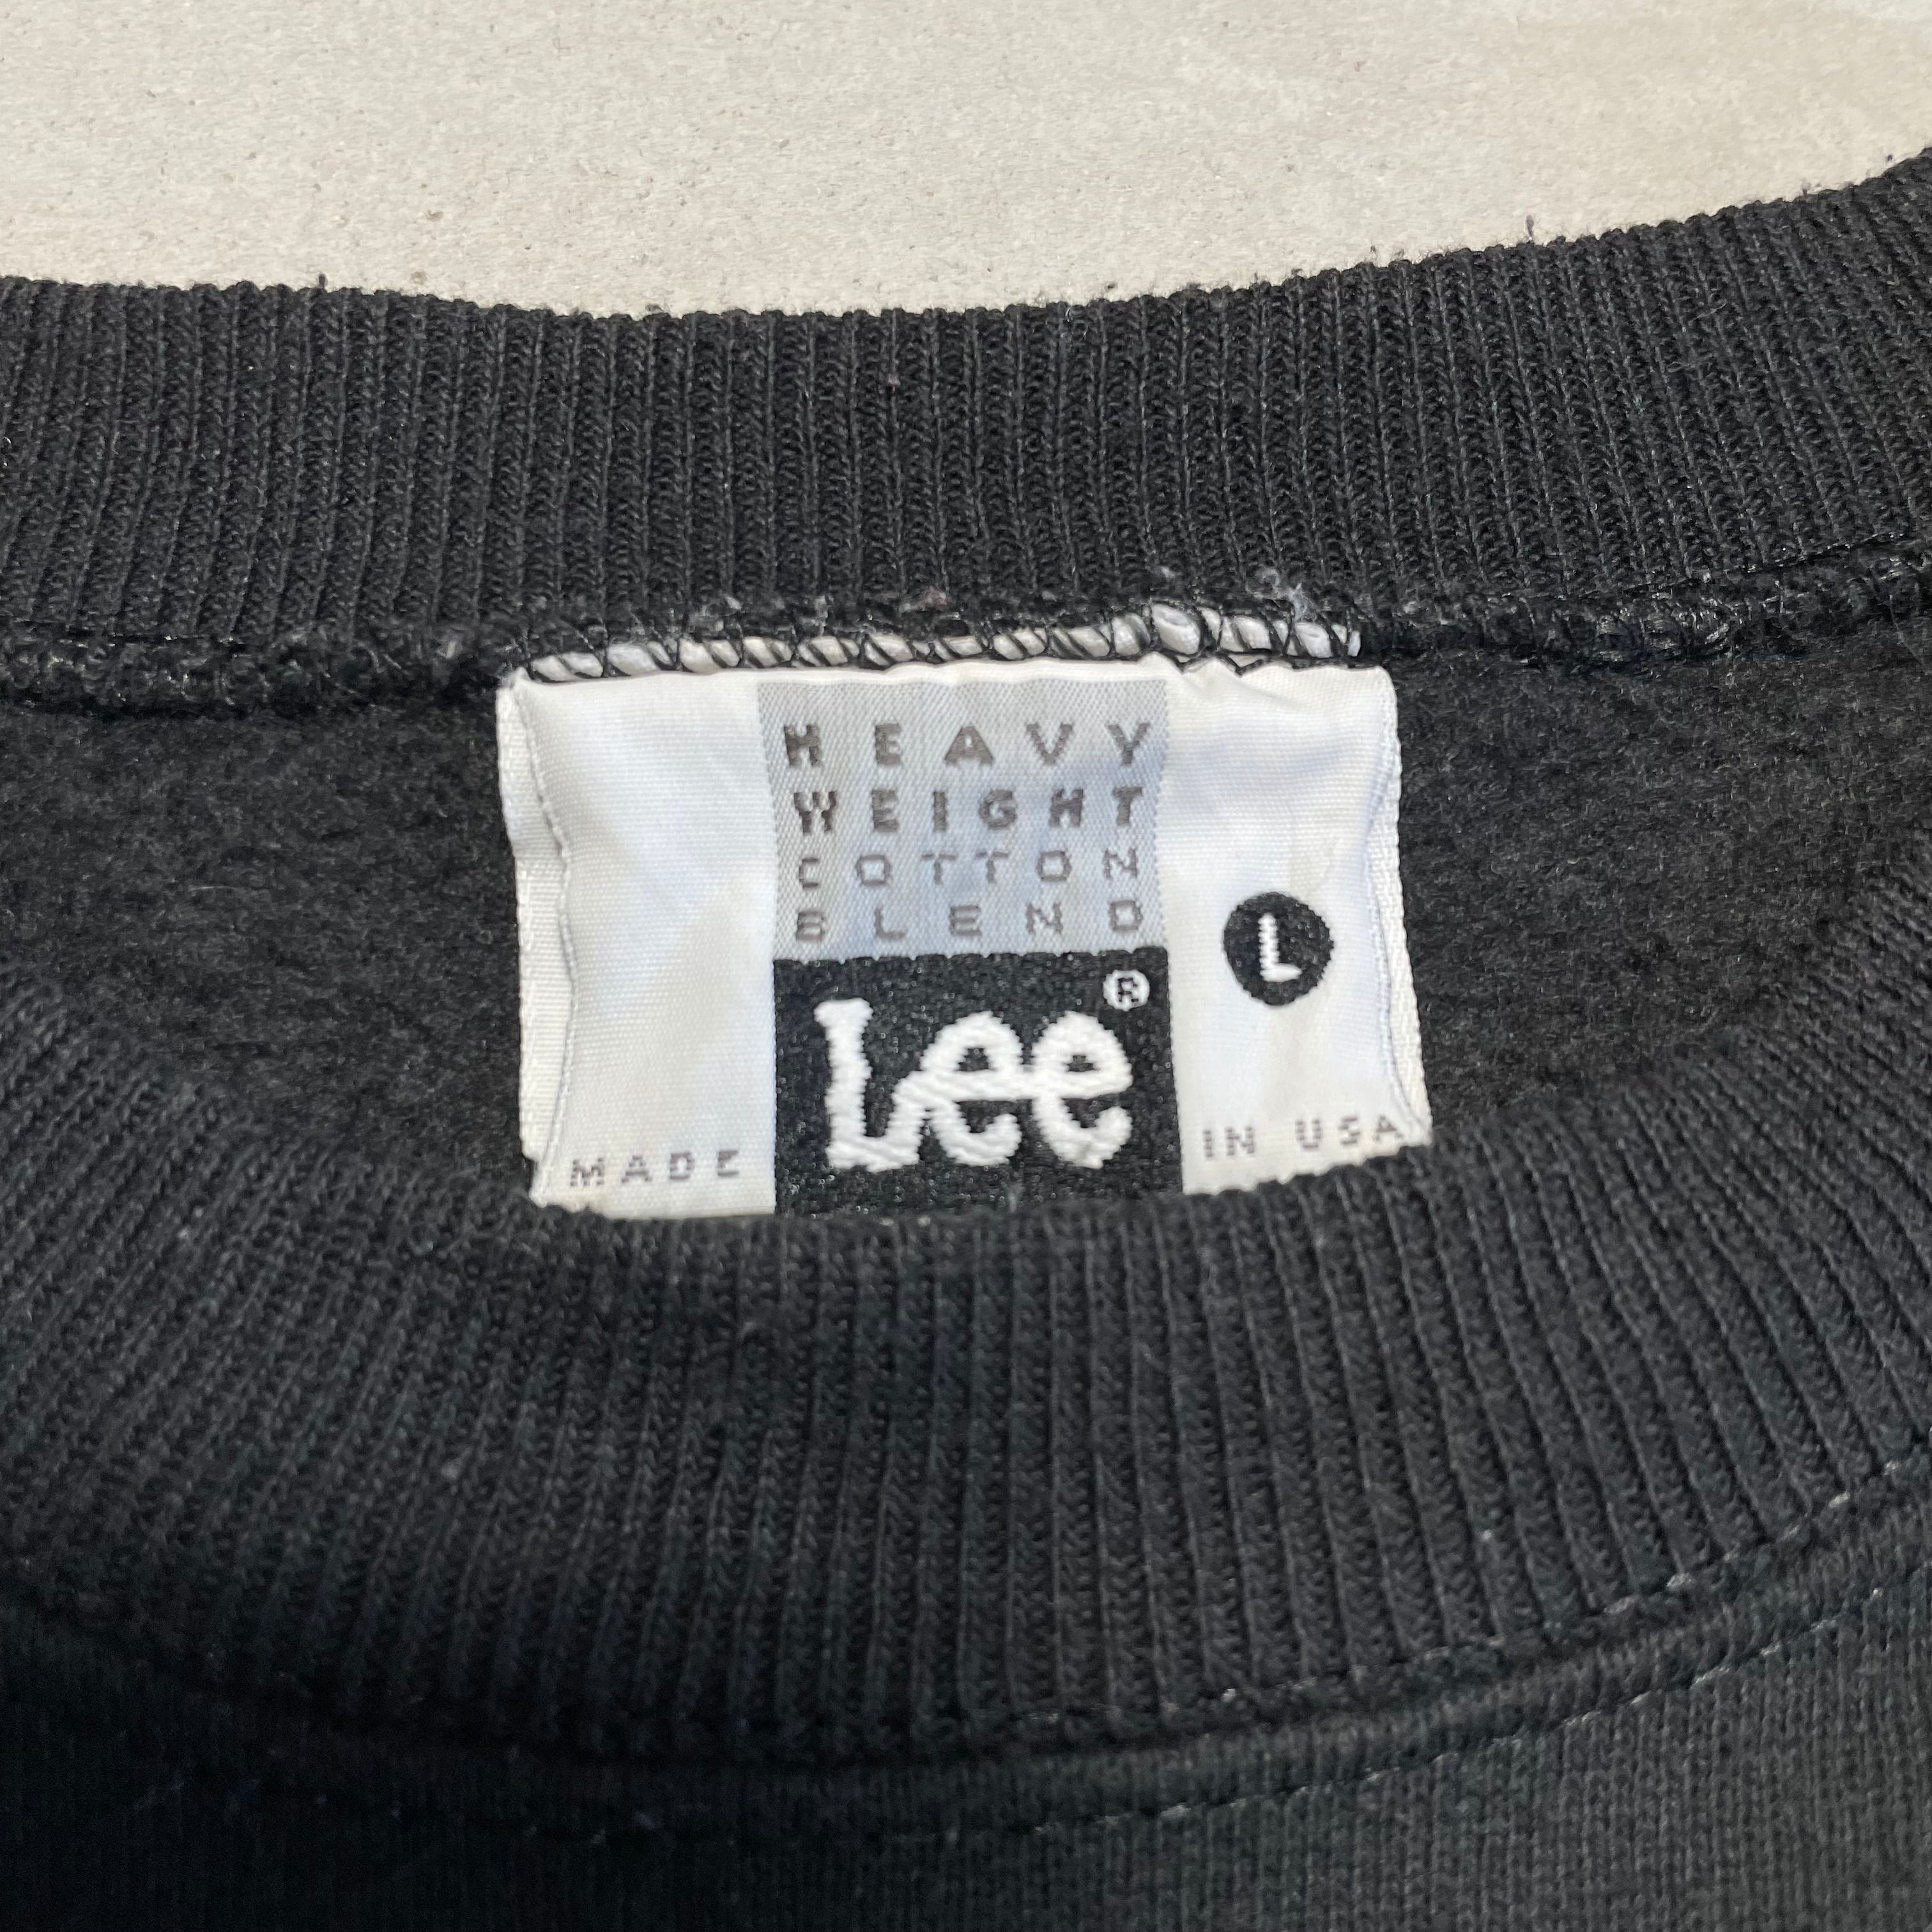 HEAVY
WEIGHT
COTTON
BLEND
L
Lee®
MADE IN USA